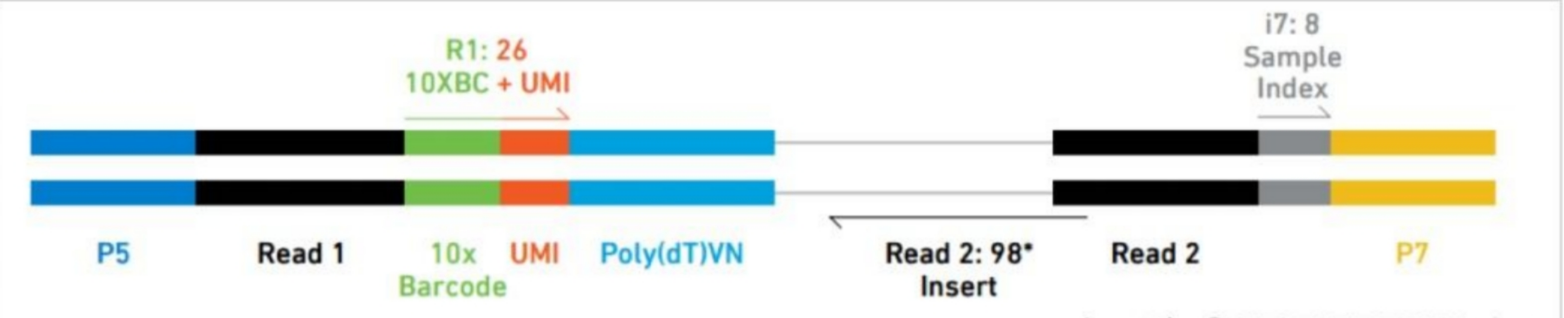 R1: 26
10XBC + UMI
i7: 8
Sample
Index
P5
Read 1
10x
Barcode
UMI
Poly(dT)VN
Read 2: 98*
Insert
Read 2
P7